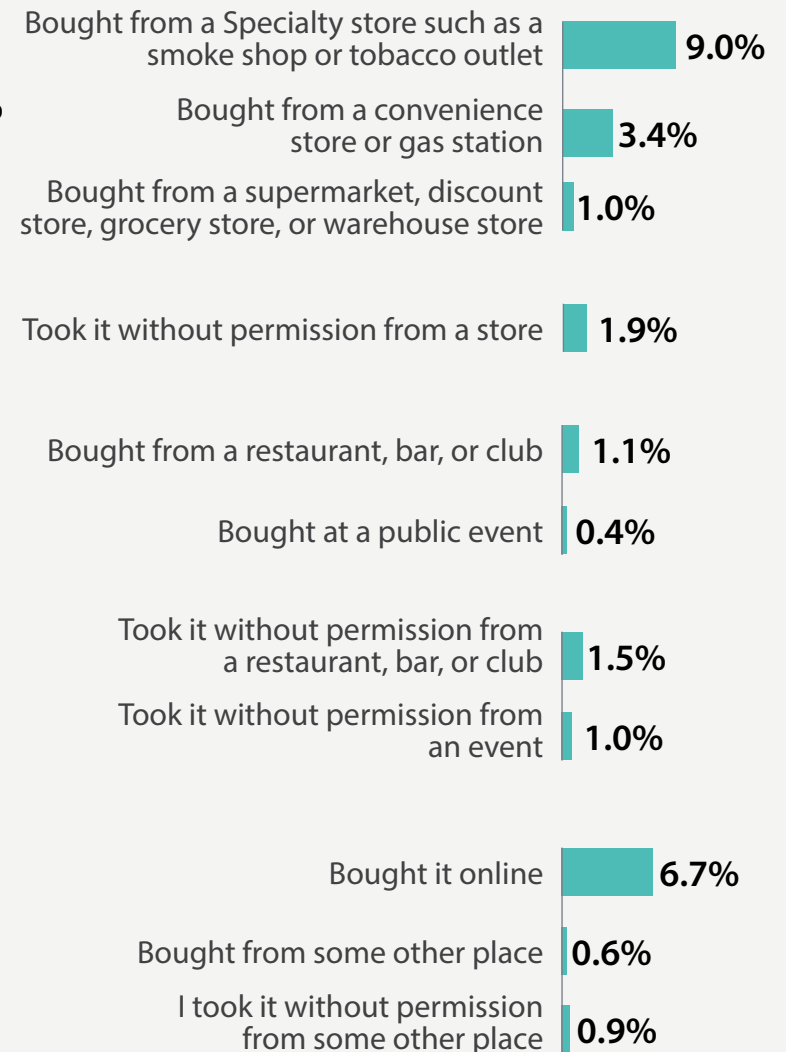 Bought from a Specialty store such as a
smoke shop or tobacco outlet
9.0%
Bought from a convenience
store or gas station
3.4%
Bought from a supermarket, discount
store, grocery store, or warehouse store
1.0%
Took it without permission from a store
1.9%
Bought from a restaurant, bar, or club
1.1%
Bought at a public event
0.4%
Took it without permission from
a restaurant, bar, or club
1.5%
Took it without permission from
an event
1.0%
Bought it online
6.7%
Bought from some other place
0.6%
I took it without permission
from some other place
0.9%